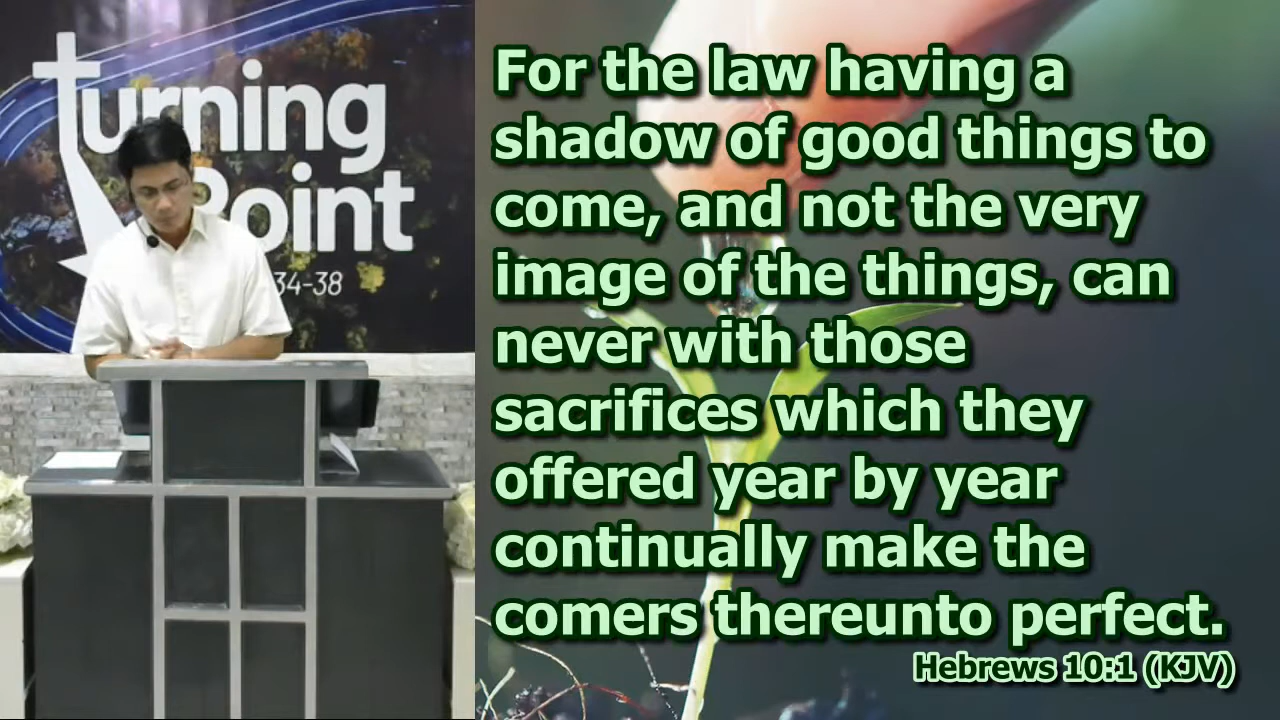 turning
Point
34-38
For the law having a
shadow of good things to
come, and not the very
image of the things, can
never with those
sacrifices which they
offered year by year
continually make the
comers thereunto perfect.
Hebrews 10:1 (KJV)